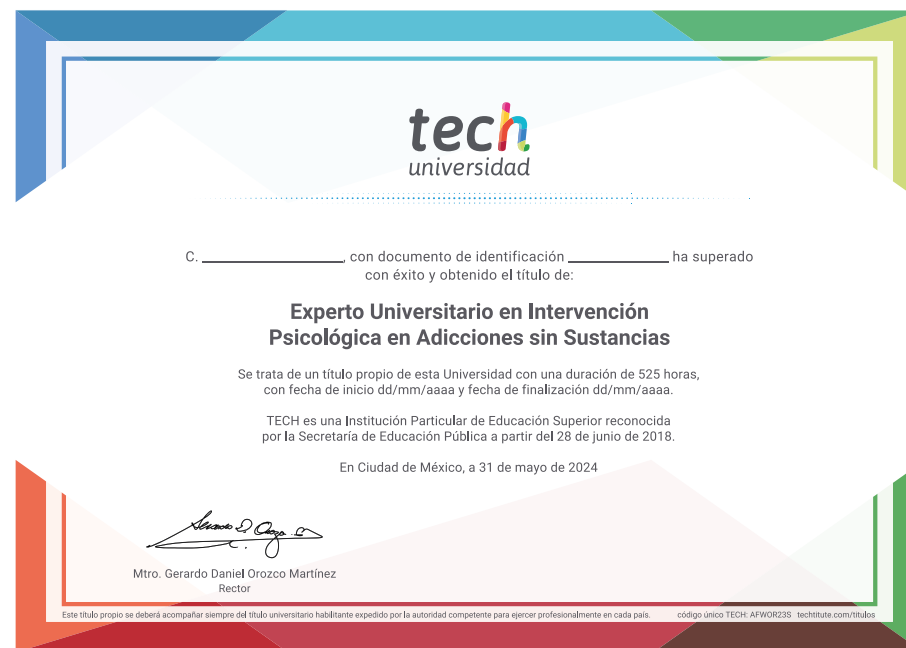 tech
universidad
C. ____________________, con documento de identificación ______________ ha superado
con éxito y obtenido el título de:
Experto Universitario en Intervención
Psicológica en Adicciones sin Sustancias
Se trata de un título propio de esta Universidad con una duración de 525 horas,
con fecha de inicio dd/mm/aaaa y fecha de finalización dd/mm/aaaa.
TECH es una Institución Particular de Educación Superior reconocida
por la Secretaría de Educación Pública a partir del 28 de junio de 2018.
En Ciudad de México, a 31 de mayo de 2024
Mtro. Gerardo Daniel Orozco Martínez
Rector
Este título propio se deberá acompañar siempre del título universitario habilitante expedido por la autoridad competente para ejercer profesionalmente en cada país. código único TECH: AFWOR23S techtitute.com/titulos